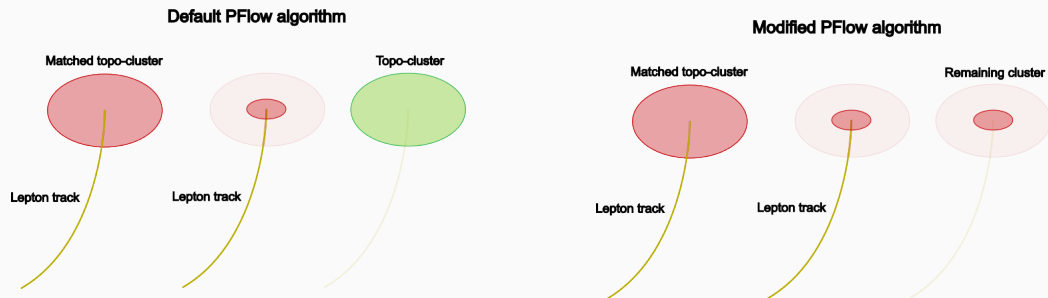 Default PFlow algorithm
Matched topo-cluster
Topo-cluster
Lepton track
Lepton track
Modified PFlow algorithm
Matched topo-cluster
Remaining cluster
Lepton track
Lepton track